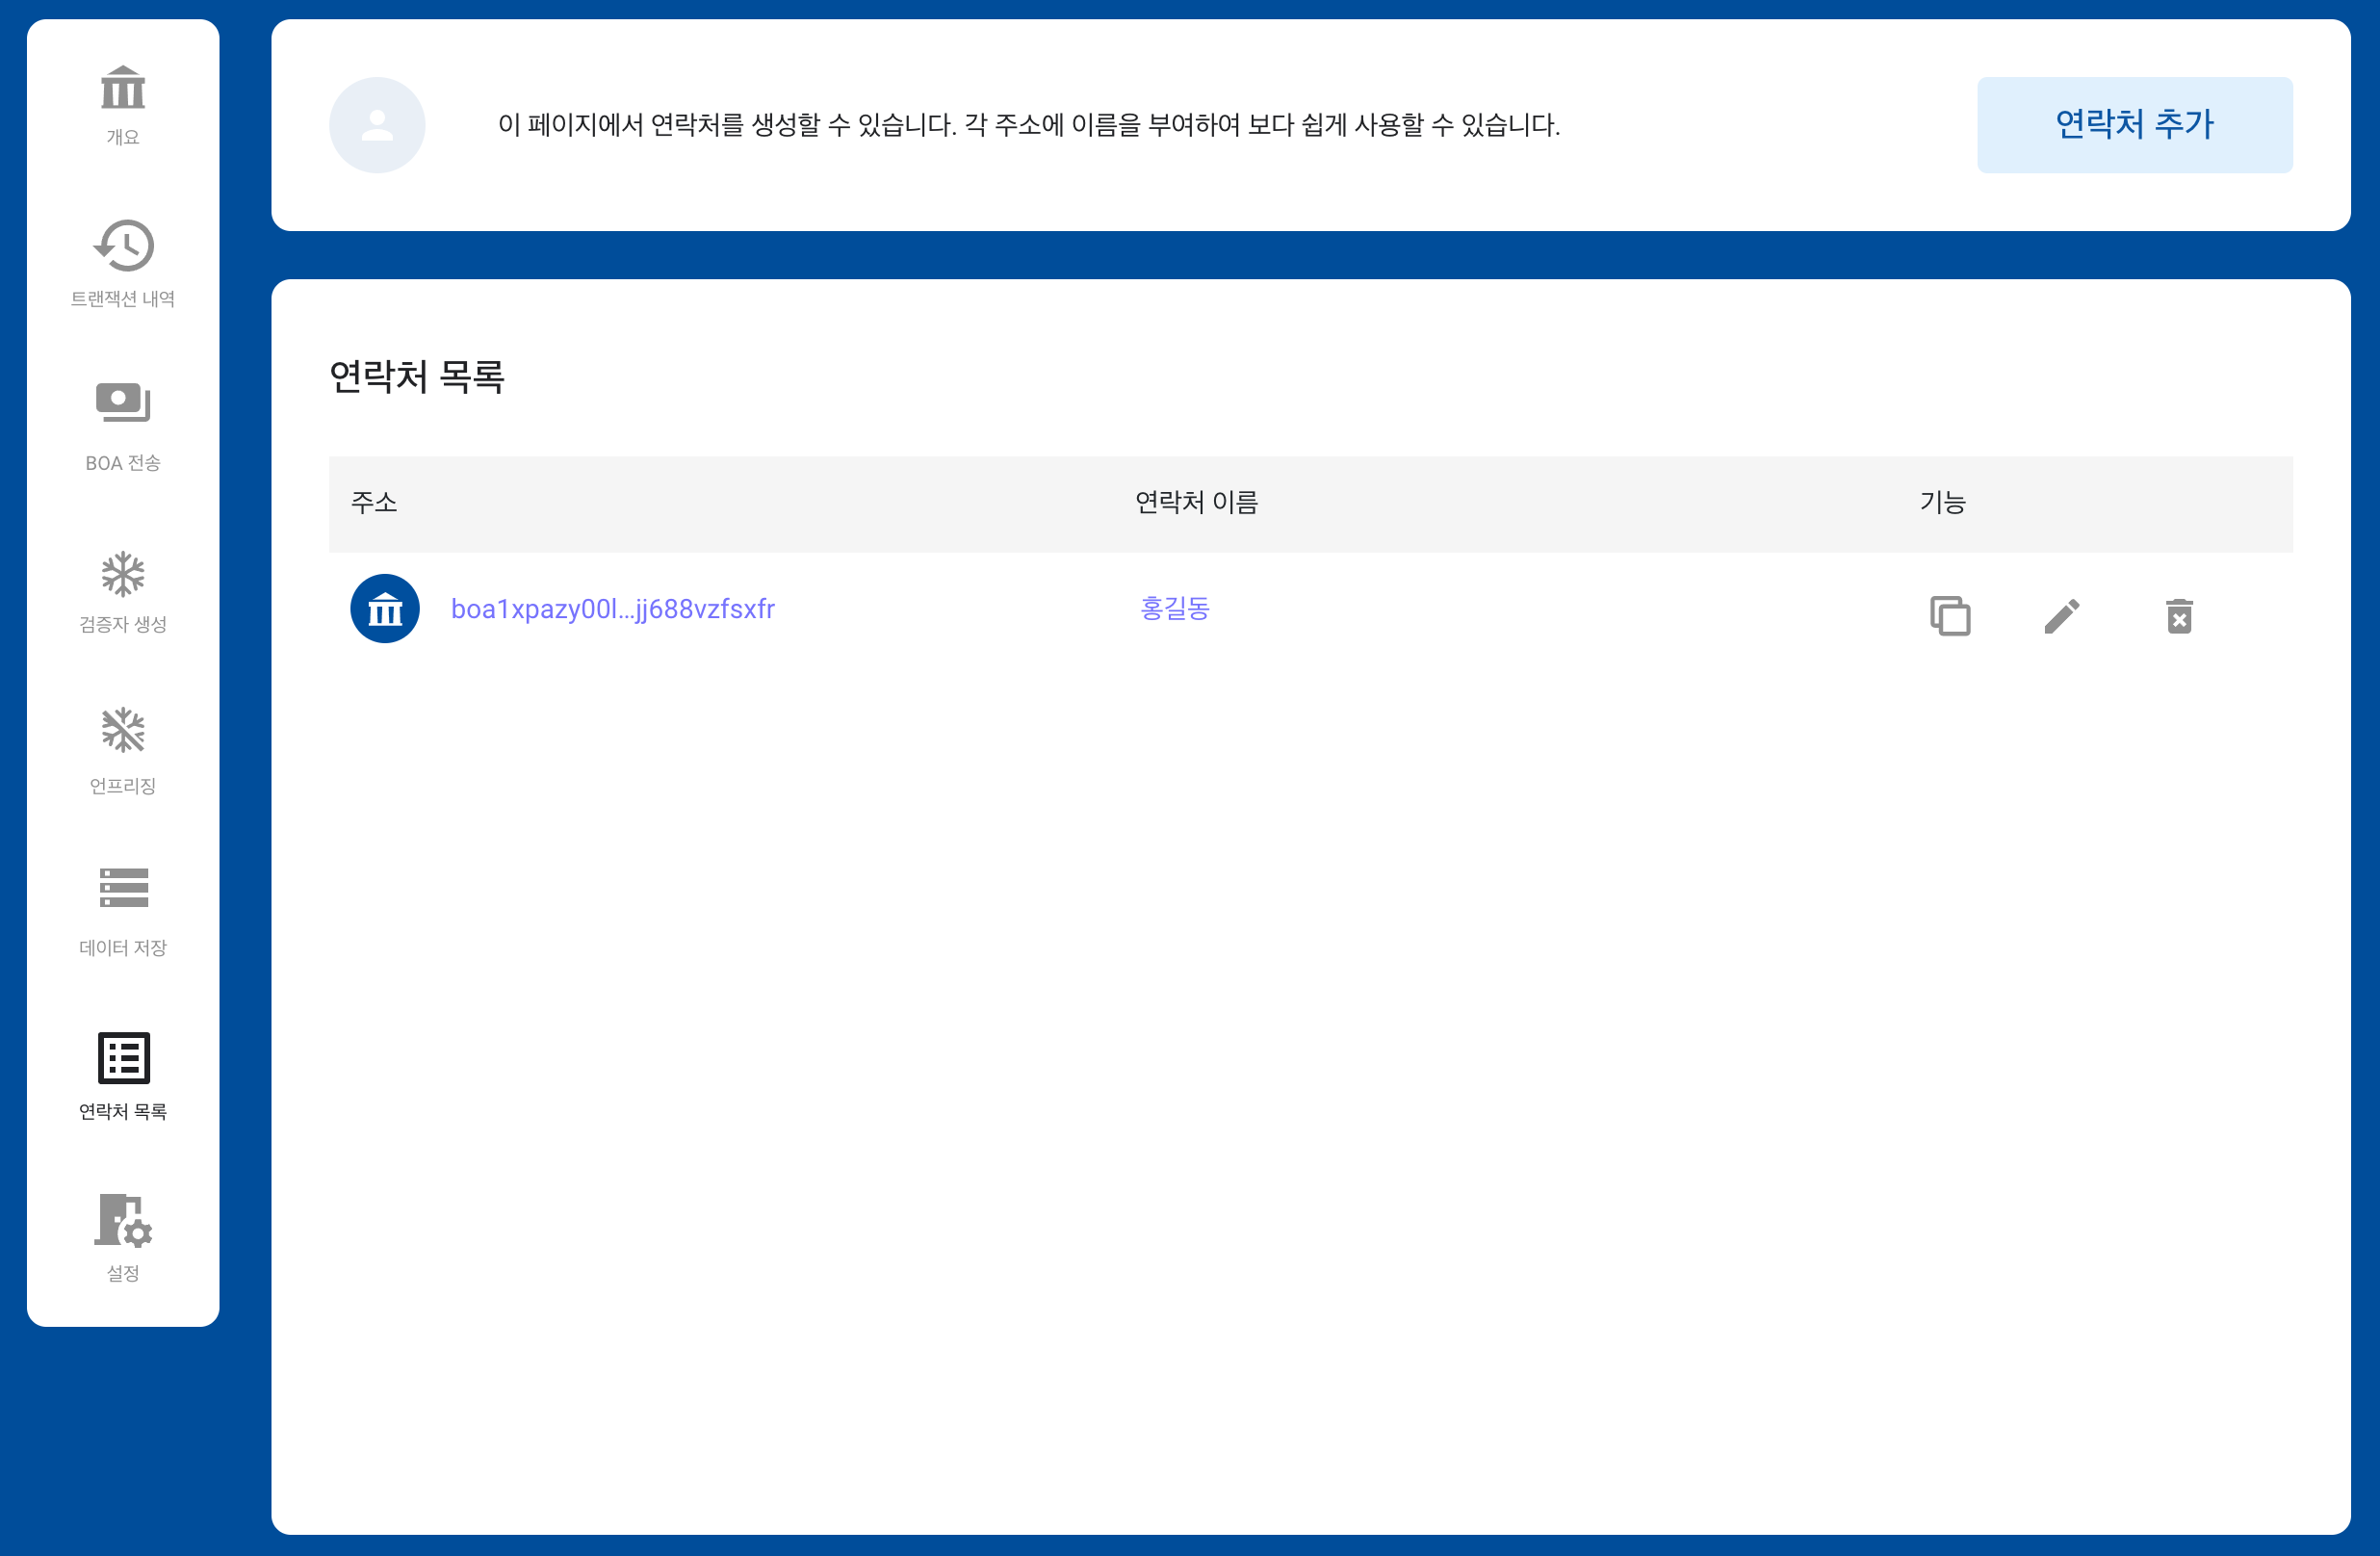 개요
트랜잭션 내역
BOA 전송
검증자 생성
언프리징
데이터 저장
연락처 목록
설정
이 페이지에서 연락처를 생성할 수 있습니다. 각 주소에 이름을 부여하여 보다 쉽게 사용할 수 있습니다.
연락처 추가
연락처 목록
주소 연락처 이름 기능
boa1xpazy00l...jj688vzfsxfr 홍길동